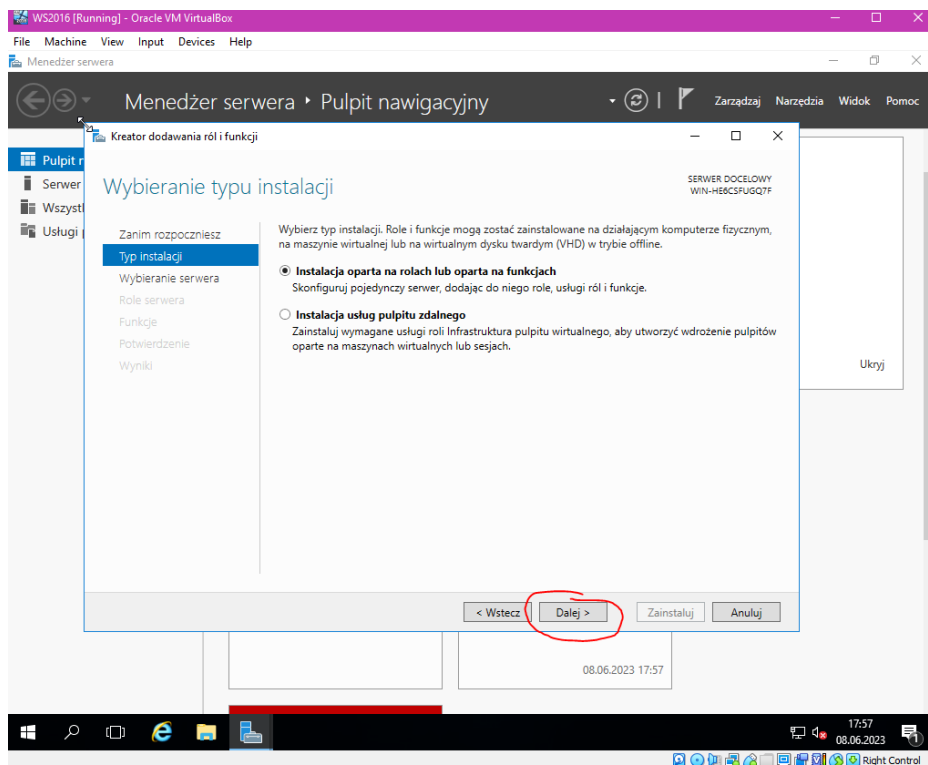 WS2016 [Running] - Oracle VM VirtualBox
File Machine View Input Devices Help
Menedżer serwera
Menedżer serwera ‣ Pulpit nawigacyjny
Zarządzaj Narzędzia Widok Pomoc
Kreator dodawania ról i funkcji
Pulpit
Serwer
Usługi
Wybieranie typu instalacji
SERWER DOCELOWY
WIN-HE6CSFUGQ7F
Zanim rozpoczniesz
Typ instalacji
Wybieranie serwera
Role serwera
Funkcje
Potwierdzenie
Wyniki
Wybierz typ instalacji. Role i funkcje mogą zostać zainstalowane na działającym komputerze fizycznym,
na maszynie wirtualnej lub na wirtualnym dysku twardym (VHD) w trybie offline.
Instalacja oparta na rolach lub oparta na funkcjach
Skonfiguruj pojedynczy serwer, dodając do niego role, usługi ról i funkcje.
Instalacja usług pulpitu zdalnego
Zainstaluj wymagane usługi roli Infrastruktura pulpitu wirtualnego, aby utworzyć wdrożenie pulpitów
oparte na maszynach wirtualnych lub sesjach.
Ukryj
< Wstecz Dalej > Zainstaluj Anuluj
08.06.2023 17:57
17:57
08.06.2023
1
Right Control